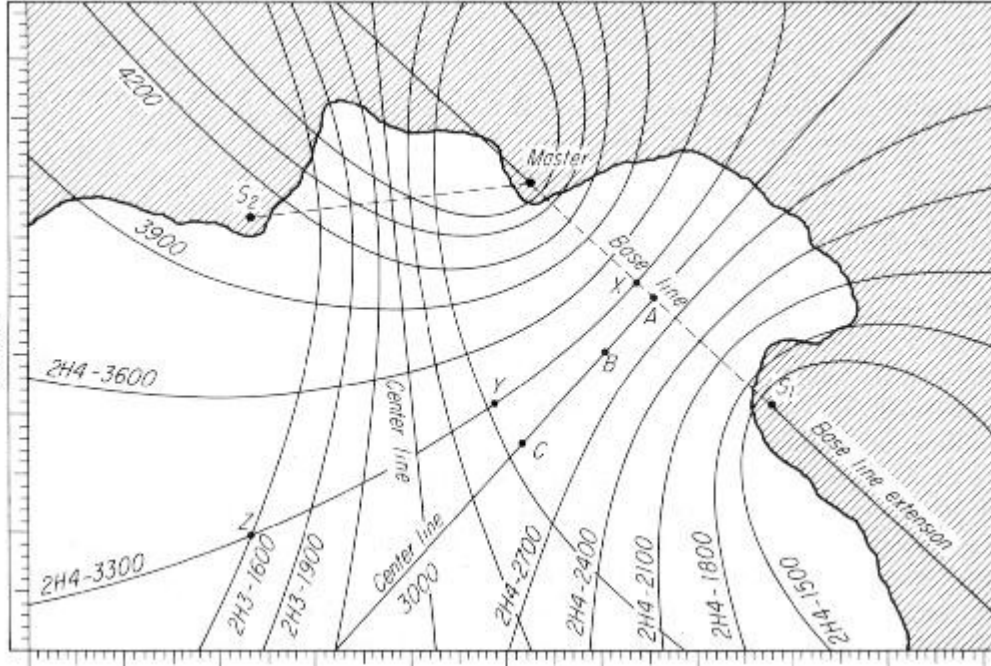 4200
Master
S2
3900
Base
line
X
A
B
2H4-3600
Y
S1
C
Center line
Base line extension
Z
2H4-3300
2H3-1600
2H3-1900
Center line
3000
2H4-2700
2H4-2400
2H4-2100
2H4-1800
2H4-1500